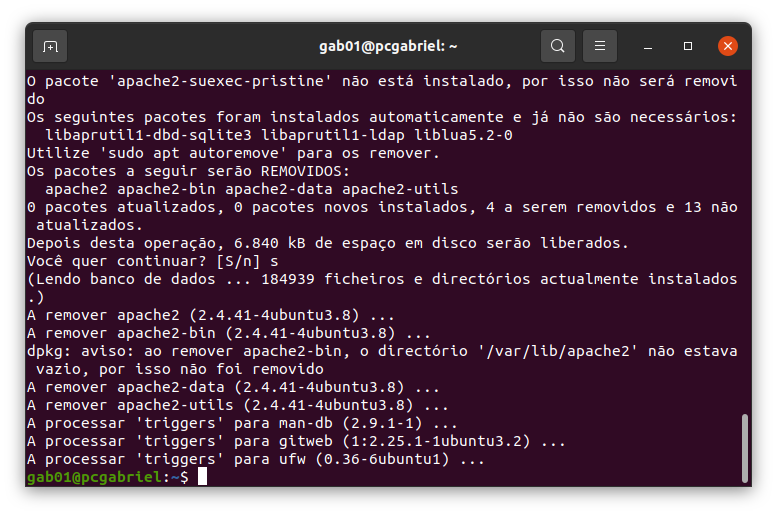 gab01@pcgabriel: ~
O pacote 'apache2-suexec-pristine' não está instalado, por isso não será removi
do
Os seguintes pacotes foram instalados automaticamente e já não são necessários:
  libaprutil1-dbd-sqlite3 libaprutil1-ldap liblua5.2-0
Utilize 'sudo apt autoremove' para os remover.
Os pacotes a seguir serão REMOVIDOS:
  apache2 apache2-bin apache2-data apache2-utils
0 pacotes atualizados, 0 pacotes novos instalados, 4 a serem removidos e 13 não
 atualizados.
Depois desta operação, 6.840 kB de espaço em disco serão liberados.
Você quer continuar? [S/n] s
(Lendo banco de dados ... 184939 ficheiros e directórios actualmente instalados
.)
A remover apache2 (2.4.41-4ubuntu3.8) ...
A remover apache2-bin (2.4.41-4ubuntu3.8) ...
dpkg: aviso: ao remover apache2-bin, o directório '/var/lib/apache2' não estava
 vazio, por isso não foi removido
A remover apache2-data (2.4.41-4ubuntu3.8) ...
A remover apache2-utils (2.4.41-4ubuntu3.8) ...
A processar 'triggers' para man-db (2.9.1-1) ...
A processar 'triggers' para gitweb (1:2.25.1-1ubuntu3.2) ...
A processar 'triggers' para ufw (0.36-6ubuntu1) ...
gab01@pcgabriel:~$